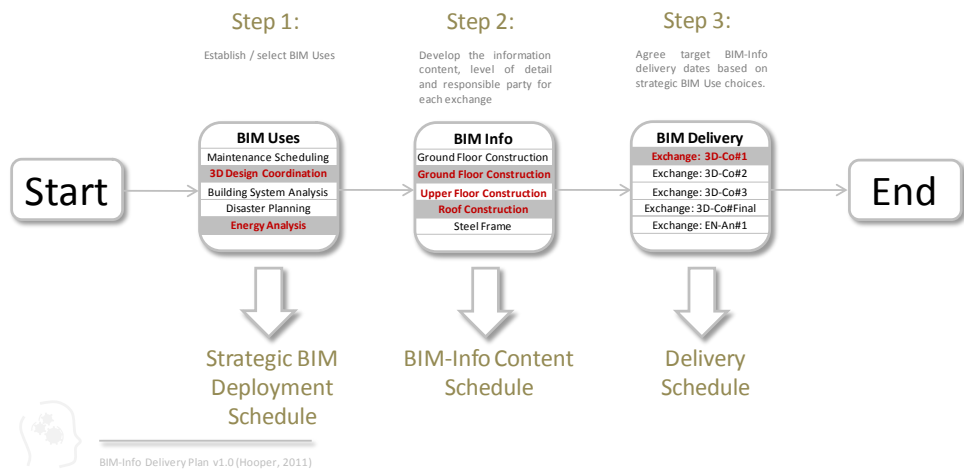 Step 1:
Step 2:
Step 3:
Establish / select BIM Uses
Develop the information
content, level of detail
and responsible party for
each exchange
Agree target BIM-Info
delivery dates based on
strategic BIM Use choices.
Start
BIM Uses
Maintenance Scheduling
3D Design Coordination
Building System Analysis
Disaster Planning
Energy Analysis
BIM Info
Ground Floor Construction
Ground Floor Construction
Upper Floor Construction
Roof Construction
Steel Frame
BIM Delivery
Exchange: 3D-Co#1
Exchange: 3D-Co#2
Exchange: 3D-Co#3
Exchange: 3D-Co#Final
Exchange: EN-An#1
End
Strategic BIM
Deployment
Schedule
BIM-Info Content
Schedule
Delivery
Schedule
BIM-Info Delivery Plan v1.0 (Hooper, 2011)